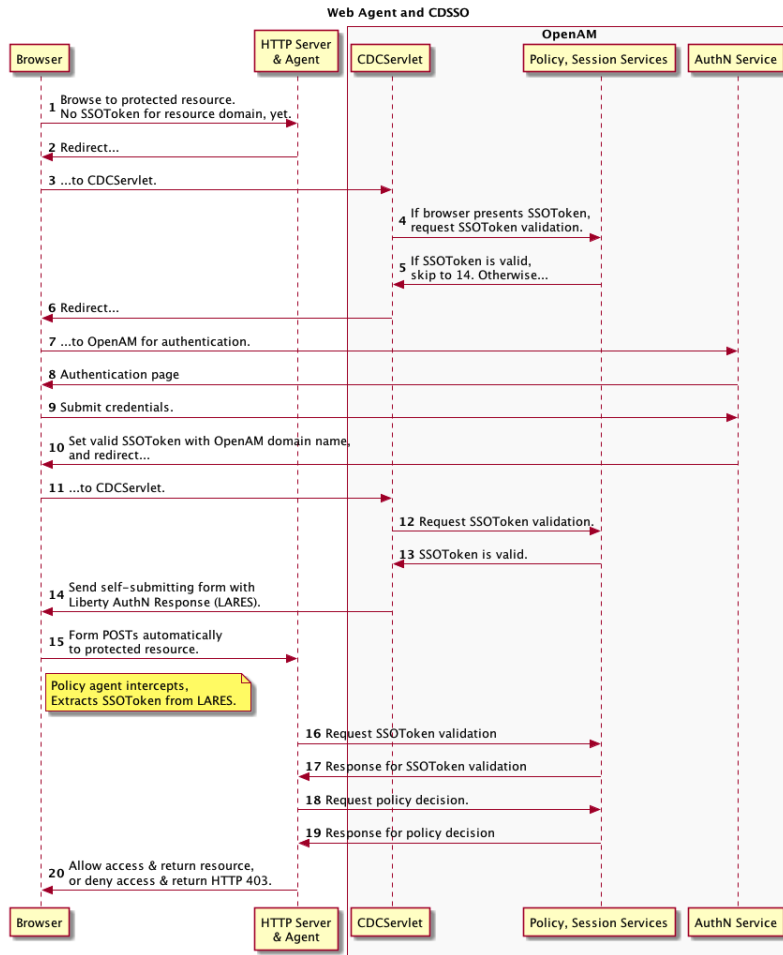 Web Agent and CDSSO
OpenAM
Browser
HTTP Server
& Agent
CDCServlet
Policy, Session Services
AuthN Service
1 Browse to protected resource.
No SSOToken for resource domain, yet.
2 Redirect...
3 ...to CDCServlet.
4 If browser presents SSOToken,
request SSOToken validation.
5 If SSOToken is valid,
skip to 14. Otherwise...
6 Redirect...
7 ...to OpenAM for authentication.
8 Authentication page
9 Submit credentials.
10 Set valid SSOToken with OpenAM domain name,
and redirect...
11 ...to CDCServlet.
12 Request SSOToken validation.
13 SSOToken is valid.
14 Send self-submitting form with
Liberty AuthN Response (LARES).
15 Form POSTs automatically
to protected resource.
Policy agent intercepts,
Extracts SSOToken from LARES.
16 Request SSOToken validation
17 Response for SSOToken validation
18 Request policy decision.
19 Response for policy decision
20 Allow access & return resource,
or deny access & return HTTP 403.
Browser
HTTP Server
& Agent
CDCServlet
Policy, Session Services
AuthN Service